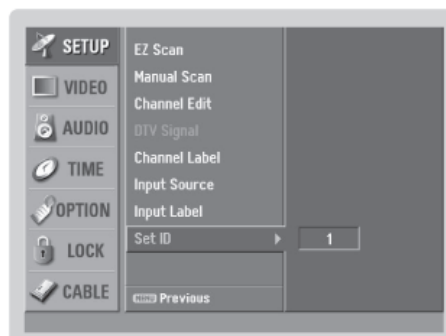 SETUP
VIDEO
AUDIO
TIME
OPTION
LOCK
CABLE
EZ Scan
Manual Scan
Channel Edit
DTV Signal
Channel Label
Input Source
Input Label
Set ID
1
MENU Previous